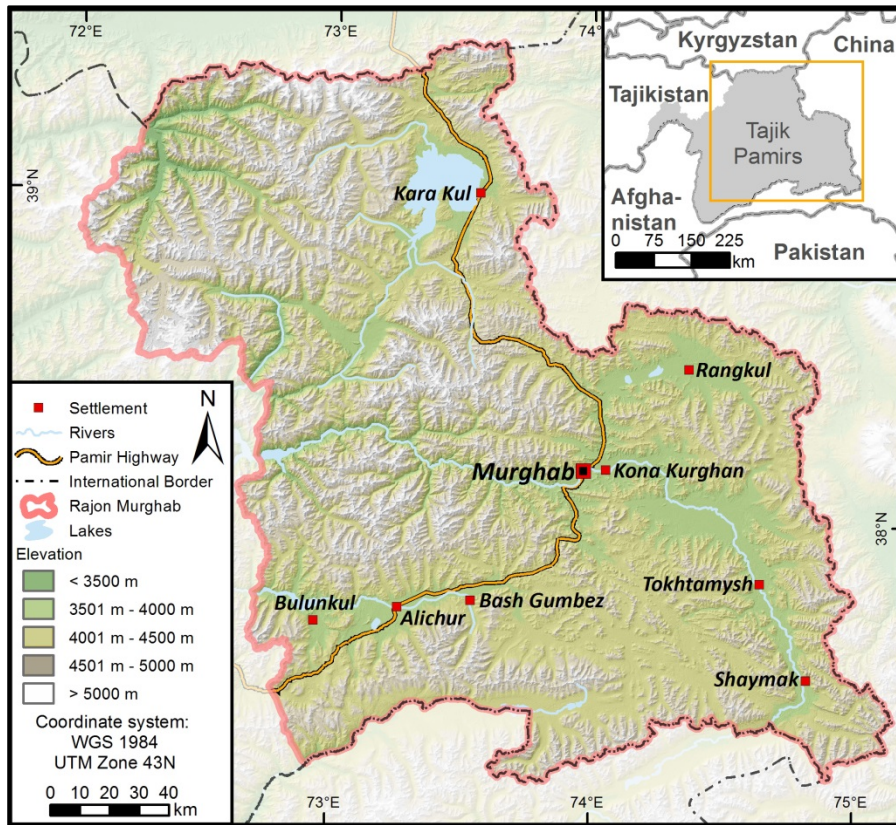 72°E
73°E
74°
Kyrgyzstan
China
Tajikistan
Tajik
Pamirs
Afgha-
nistan
Pakistan
0 75 150 225
km
39°N
Kara Kul
Rangkul
Murghab
Kona Kurghan
38°N
Tokhtamysh
Bulunkul
Alichur
Bash Gumbez
Shaymak
N
Settlement
Rivers
Pamir Highway
International Border
Rajon Murghab
Lakes
Elevation
< 3500 m
3501 m - 4000 m
4001 m - 4500 m
4501 m - 5000 m
> 5000 m
Coordinate system:
WGS 1984
UTM Zone 43N
0 10 20 30 40
km
73°E
74°E
75°E